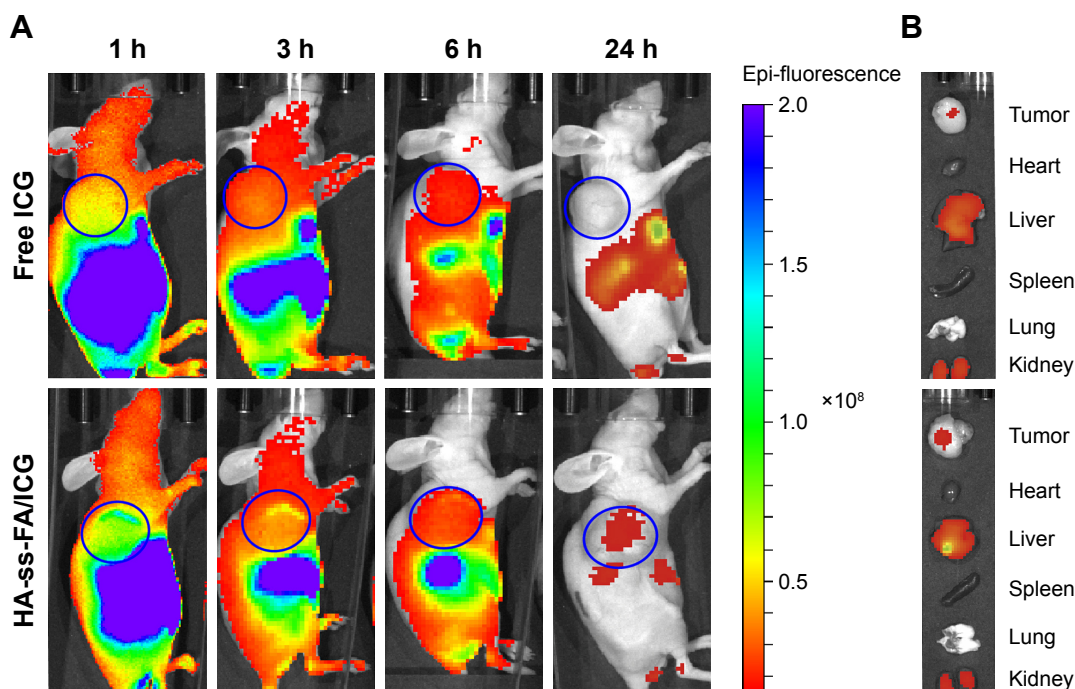 A
B
1 h
3 h
6 h
24 h
Free ICG
HA-ss-FA/ICG
Epi-fluorescence
2.0
1.5
1.0
×10⁸
0.5
Tumor
Heart
Liver
Spleen
Lung
Kidney
Tumor
Heart
Liver
Spleen
Lung
Kidney